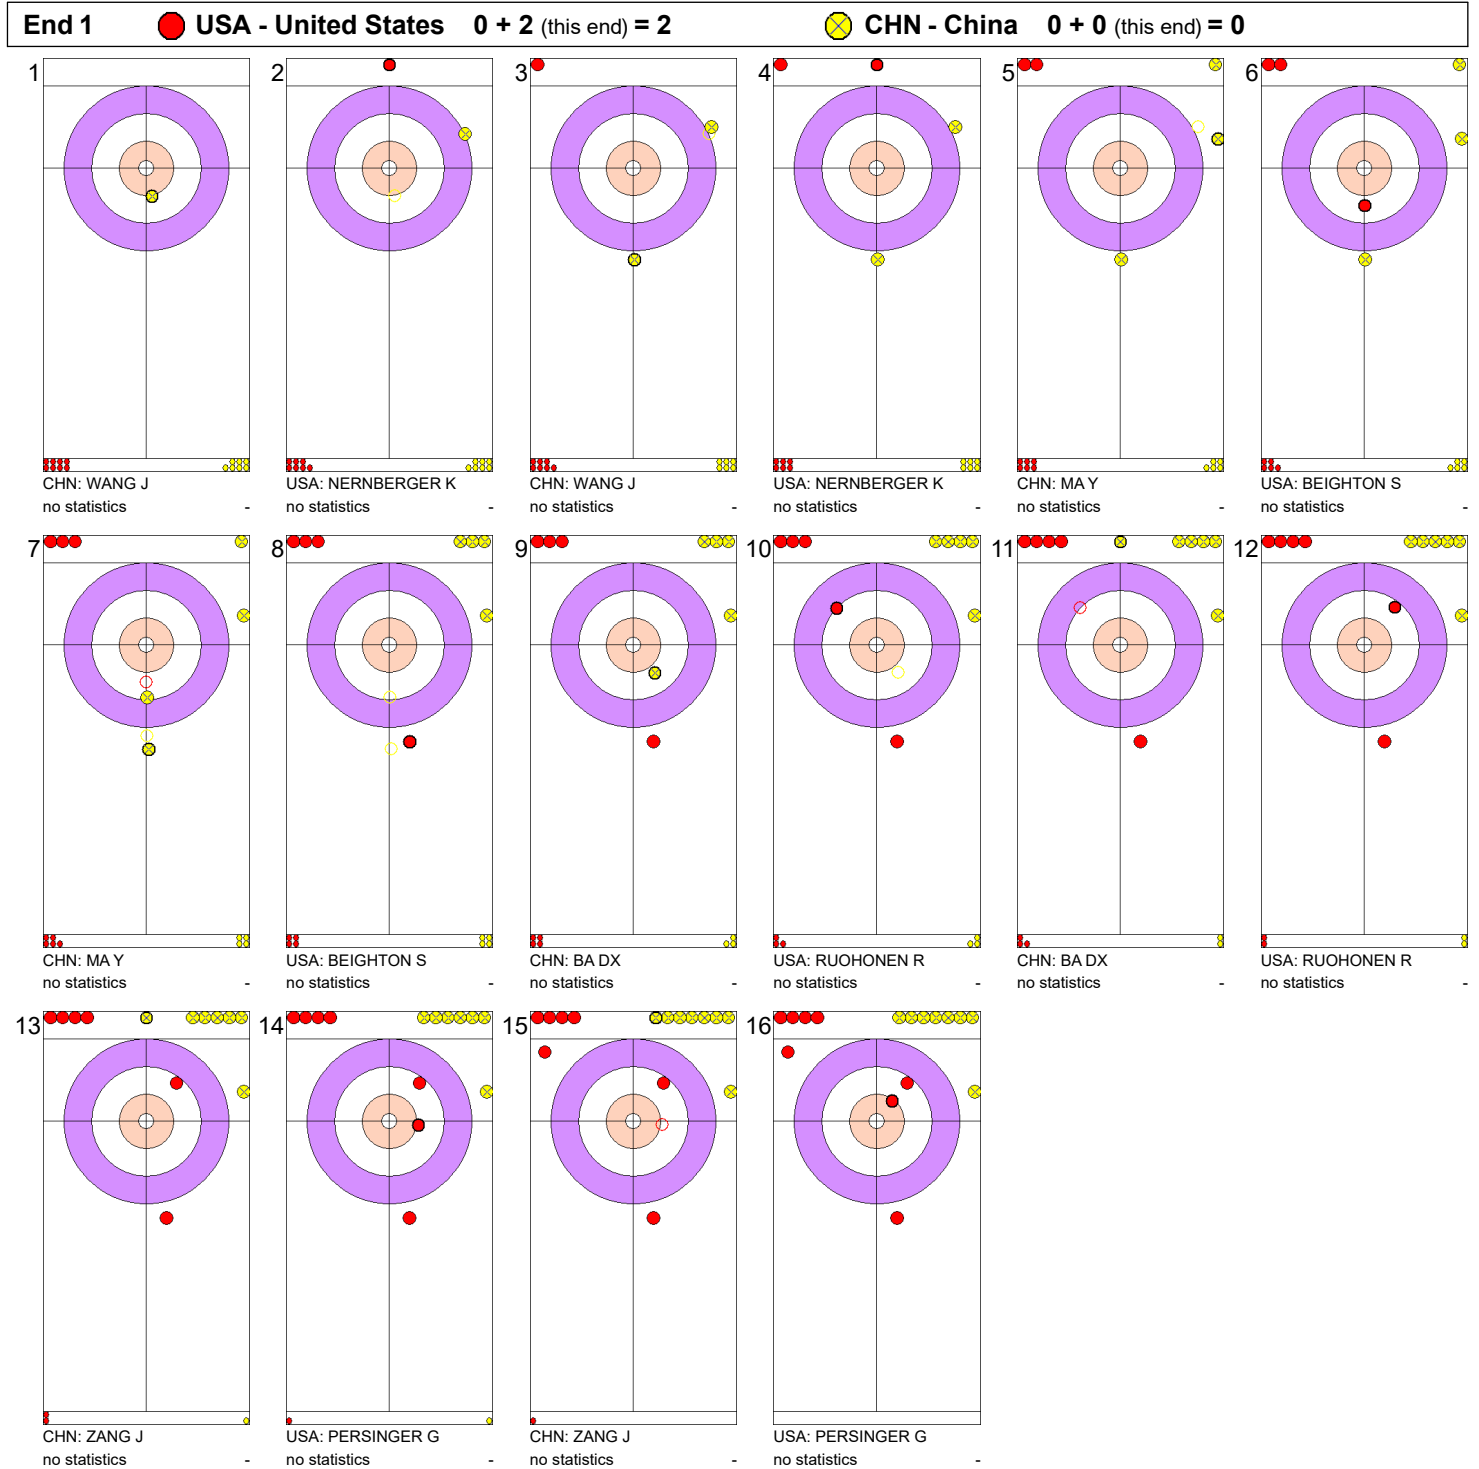 End 1 USA - United States 0 + 2 (this end) = 2 CHN - China 0 + 0 (this end) = 0
1 2 3 4 5 6
CHN: WANG J USA: NERNBERGER K CHN: WANG J USA: NERNBERGER K CHN: MA Y USA: BEIGHTON S
no statistics - no statistics - no statistics - no statistics - no statistics - no statistics -
7 8 9 10 11 12
CHN: MA Y USA: BEIGHTON S CHN: BA DX USA: RUOHONEN R CHN: BA DX USA: RUOHONEN R
no statistics - no statistics - no statistics - no statistics - no statistics - no statistics -
13 14 15 16
CHN: ZANG J USA: PERSINGER G CHN: ZANG J USA: PERSINGER G
no statistics - no statistics - no statistics - no statistics -